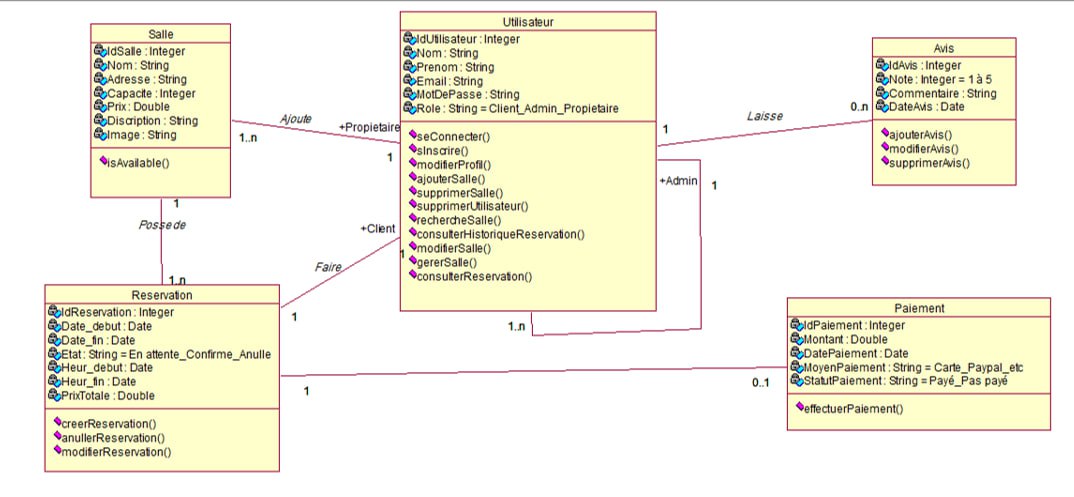 Salle
IdSalle : Integer
Nom : String
Adresse : String
Capacite : Integer
Prix : Double
Discription : String
Image : String
isAvailable()
Utilisateur
IdUtilisateur : Integer
Nom : String
Prenom : String
Email : String
MotDePasse : String
Role : String = Client_Admin_Propietaire
seConnecter()
sInscrire()
modifierProfil()
ajouterSalle()
supprimerSalle()
supprimerUtilisateur()
rechercheSalle()
consulterHistoriqueReservation()
modifierSalle()
gererSalle()
consulterReservation()
Avis
IdAvis : Integer
Note : Integer = 1 à 5
Commentaire : String
DateAvis : Date
ajouterAvis()
modifierAvis()
supprimerAvis()
1..n
Ajoute
+Propietaire
1
1
Laisse
0..n
+Admin
1
1..n
1
Possede
1..n
+Client
1
Faire
1
Reservation
IdReservation : Integer
Date_debut : Date
Date_fin : Date
Etat : String = En attente_Confirme_Anulle
Heur_debut : Date
Heur_fin : Date
PrixTotale : Double
creerReservation()
anullerReservation()
modifierReservation()
1
0..1
Paiement
IdPaiement : Integer
Montant : Double
DatePaiement : Date
MoyenPaiement : String = Carte_Paypal_etc
StatutPaiement : String = Payé_Pas payé
effectuerPaiement()